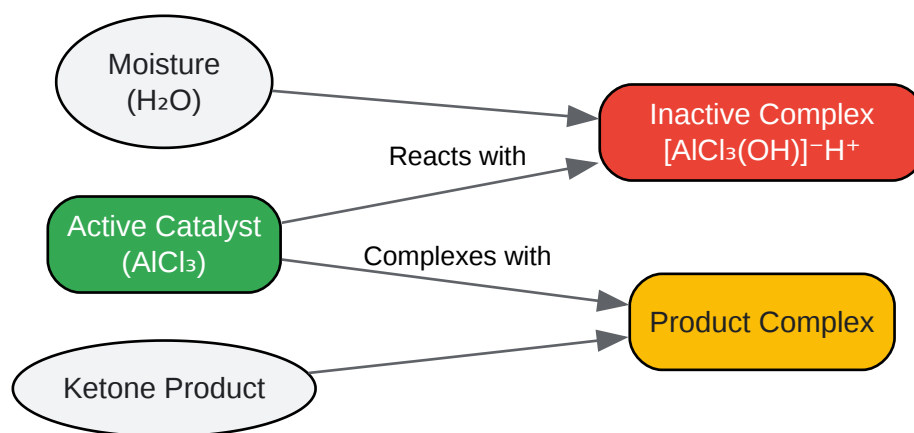 Moisture
(H₂O)
Inactive Complex
[AlCl₃(OH)]⁻H⁺
Reacts with
Active Catalyst
(AlCl₃)
Complexes with
Product Complex
Ketone Product